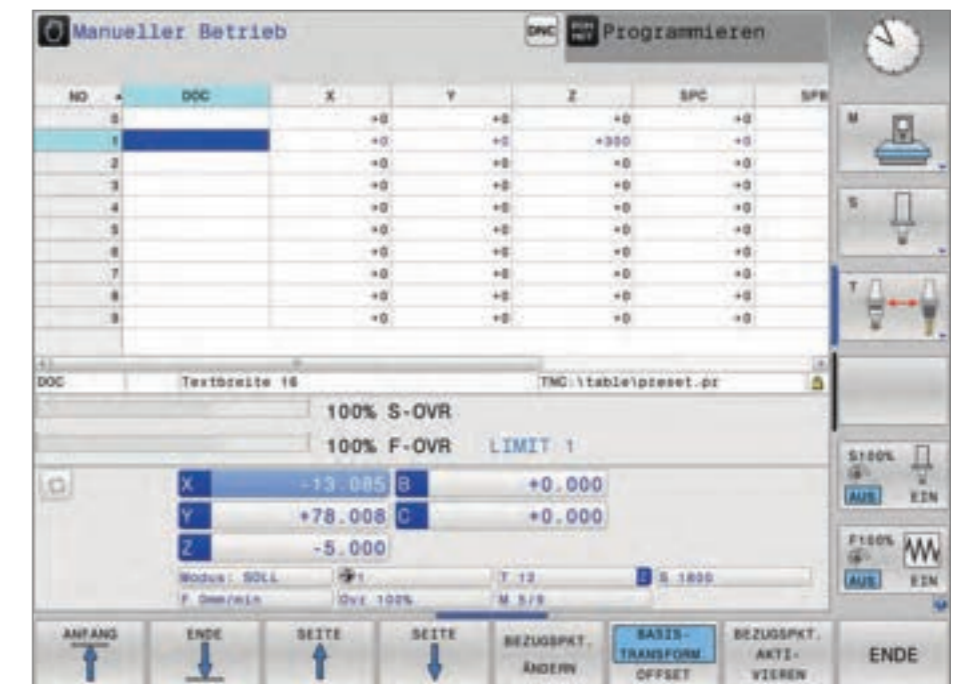 Manueller Betrieb DNC Programmieren
NO DOC X Y Z SPC SPB
0 +0 +0 +0 +0
1 +0 +0 +300 +0
2 +0 +0 +0 +0
3 +0 +0 +0 +0
4 +0 +0 +0 +0
5 +0 +0 +0 +0
6 +0 +0 +0 +0
7 +0 +0 +0 +0
8 +0 +0 +0 +0
9 +0 +0 +0 +0
DOC Textbreite 16 TNC:\table\preset.pr
100% S-OVR
100% F-OVR LIMIT 1
X -13.085 B +0.000
Y +78.008 C +0.000
Z -5.000
Modus: SOLL 1 T 12 Z S 1800
F 0mm/min Ovr 100% M 5/9
M
S
T
S100%
AUS EIN
F100%
AUS EIN
ANFANG
ENDE
SEITE
SEITE
BEZUGSPKT.
ÄNDERN
BASIS-
TRANSFORM.
OFFSET
BEZUGSPKT.
AKTI-
VIEREN
ENDE